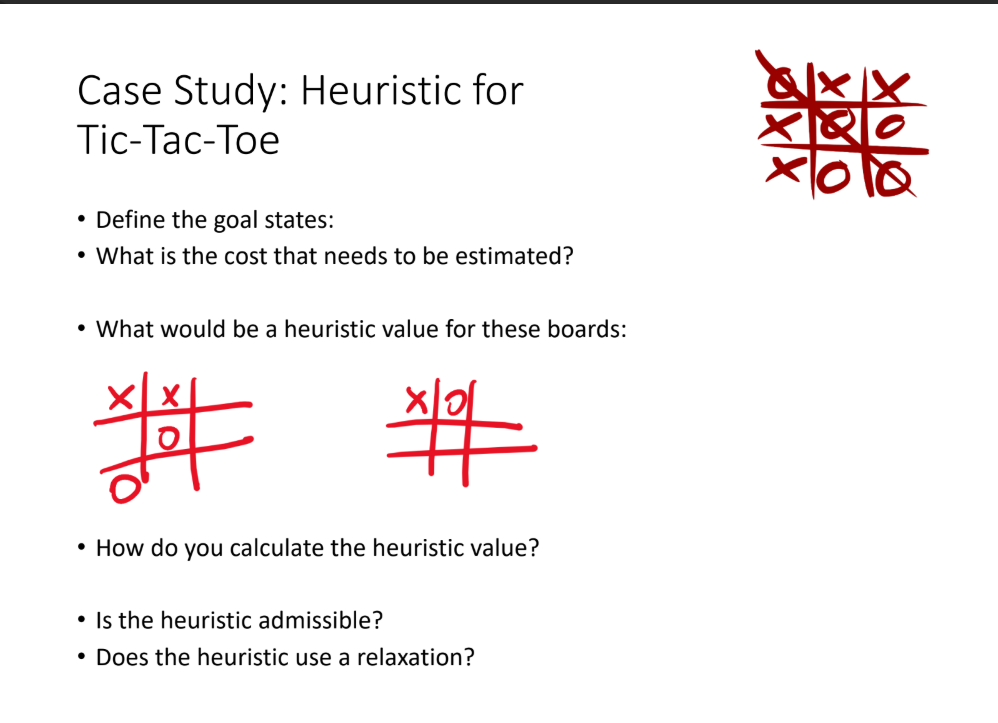 Case Study: Heuristic for
Tic-Tac-Toe
O X X
X O O
X O O
• Define the goal states:
• What is the cost that needs to be estimated?
• What would be a heuristic value for these boards:
X X
O
O
X O
• How do you calculate the heuristic value?
• Is the heuristic admissible?
• Does the heuristic use a relaxation?